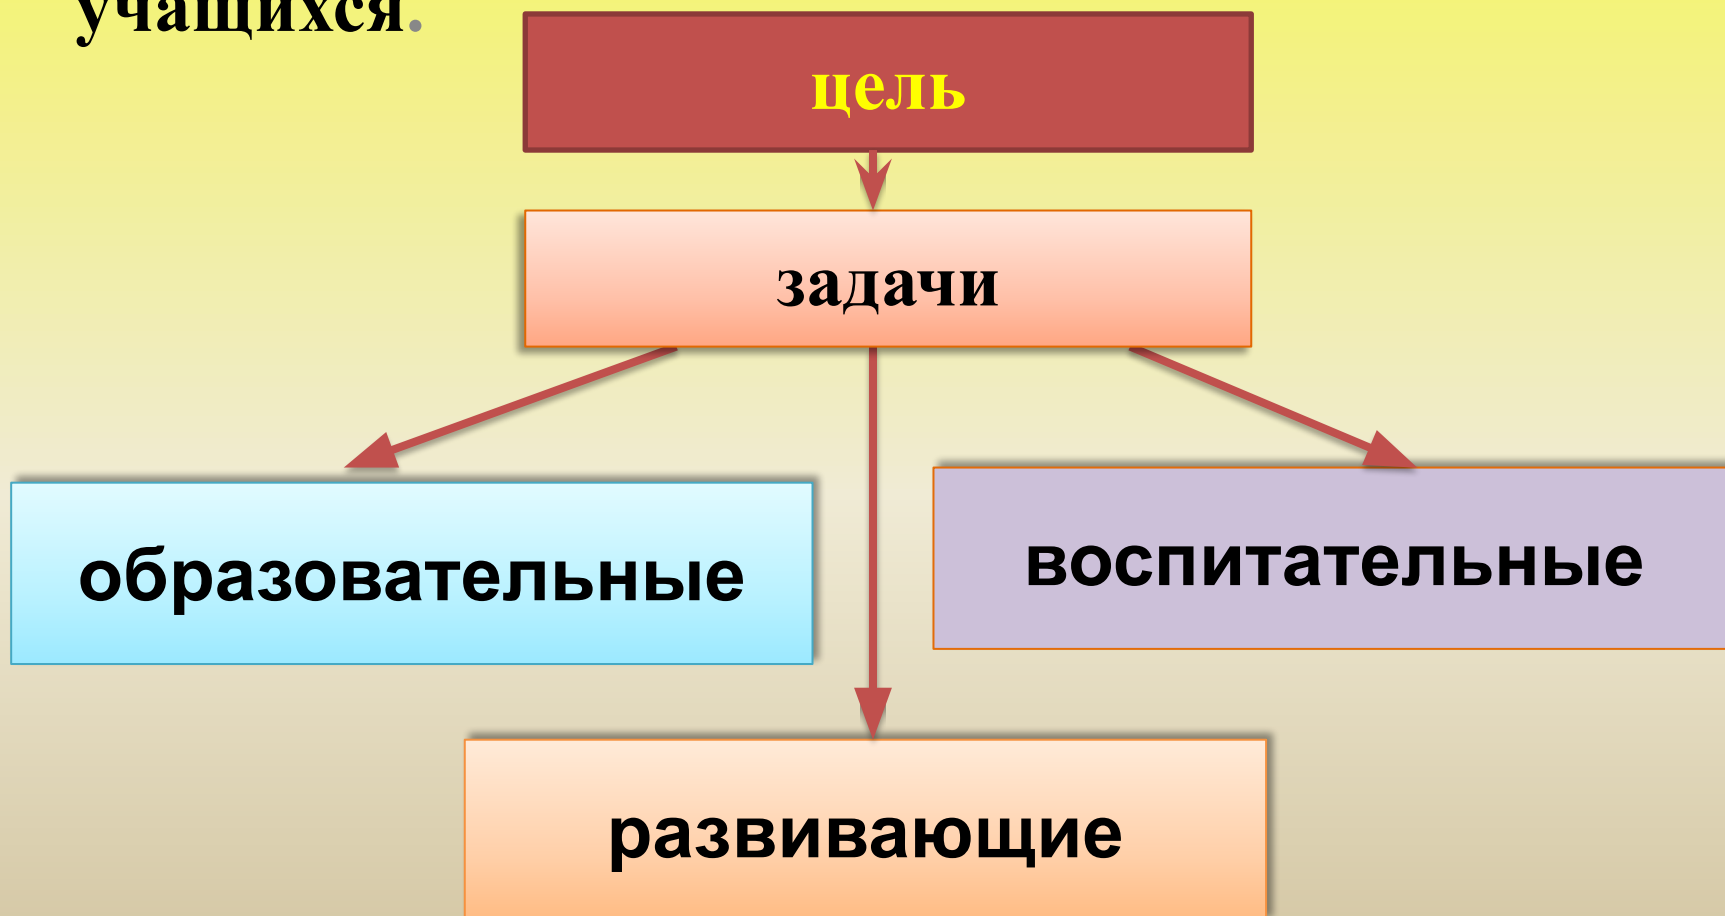 учащихся.
цель
задачи
образовательные
воспитательные
развивающие